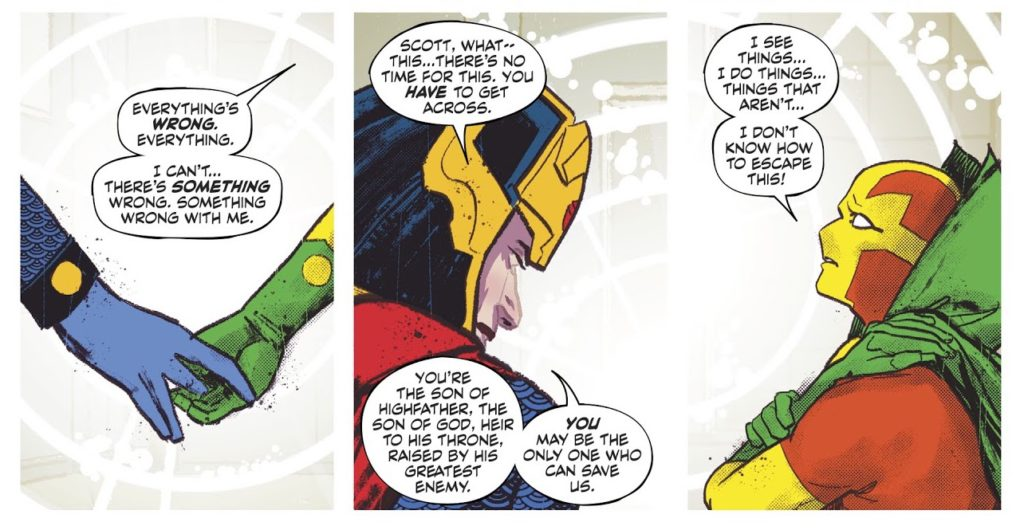 EVERYTHING'S
WRONG.
EVERYTHING.
I CAN'T...
THERE'S SOMETHING
WRONG. SOMETHING
WRONG WITH ME.
SCOTT, WHAT--
THIS...THERE'S NO
TIME FOR THIS. YOU
HAVE TO GET
ACROSS.
YOU'RE
THE SON OF
HIGHFATHER, THE
SON OF GOD, HEIR
TO HIS THRONE,
RAISED BY HIS
GREATEST
ENEMY.
YOU
MAY BE THE
ONLY ONE WHO
CAN SAVE
US.
I SEE
THINGS...
I DO THINGS...
THINGS THAT
AREN'T...
I DON'T
KNOW HOW
TO ESCAPE
THIS!